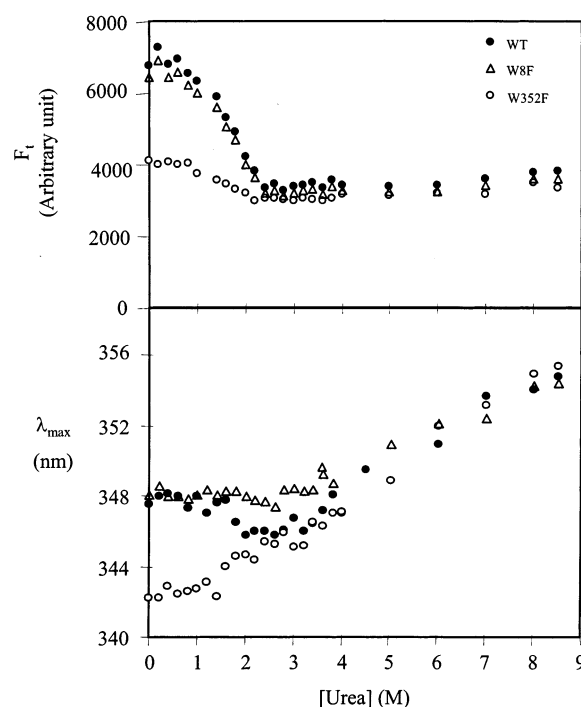 8000
6000
4000
2000
0
F_t
(Arbitrary unit)
WT
W8F
W352F
356
352
348
344
340
λ_max
(nm)
0 1 2 3 4 5 6 7 8 9
[Urea] (M)